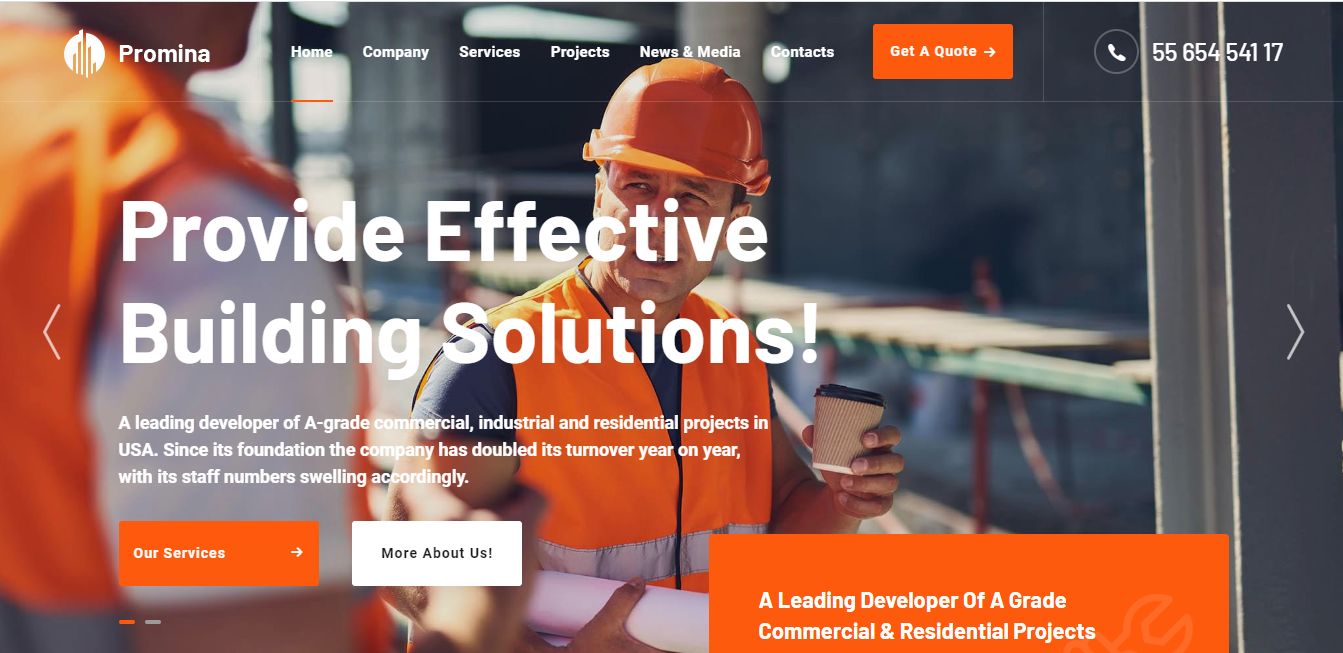 Promina
Home
Company
Services
Projects
News & Media
Contacts
Get A Quote →
55 654 541 17
Provide Effective
Building Solutions!
A leading developer of A-grade commercial, industrial and residential projects in
USA. Since its foundation the company has doubled its turnover year on year,
with its staff numbers swelling accordingly.
Our Services →
More About Us!
A Leading Developer Of A Grade
Commercial & Residential Projects